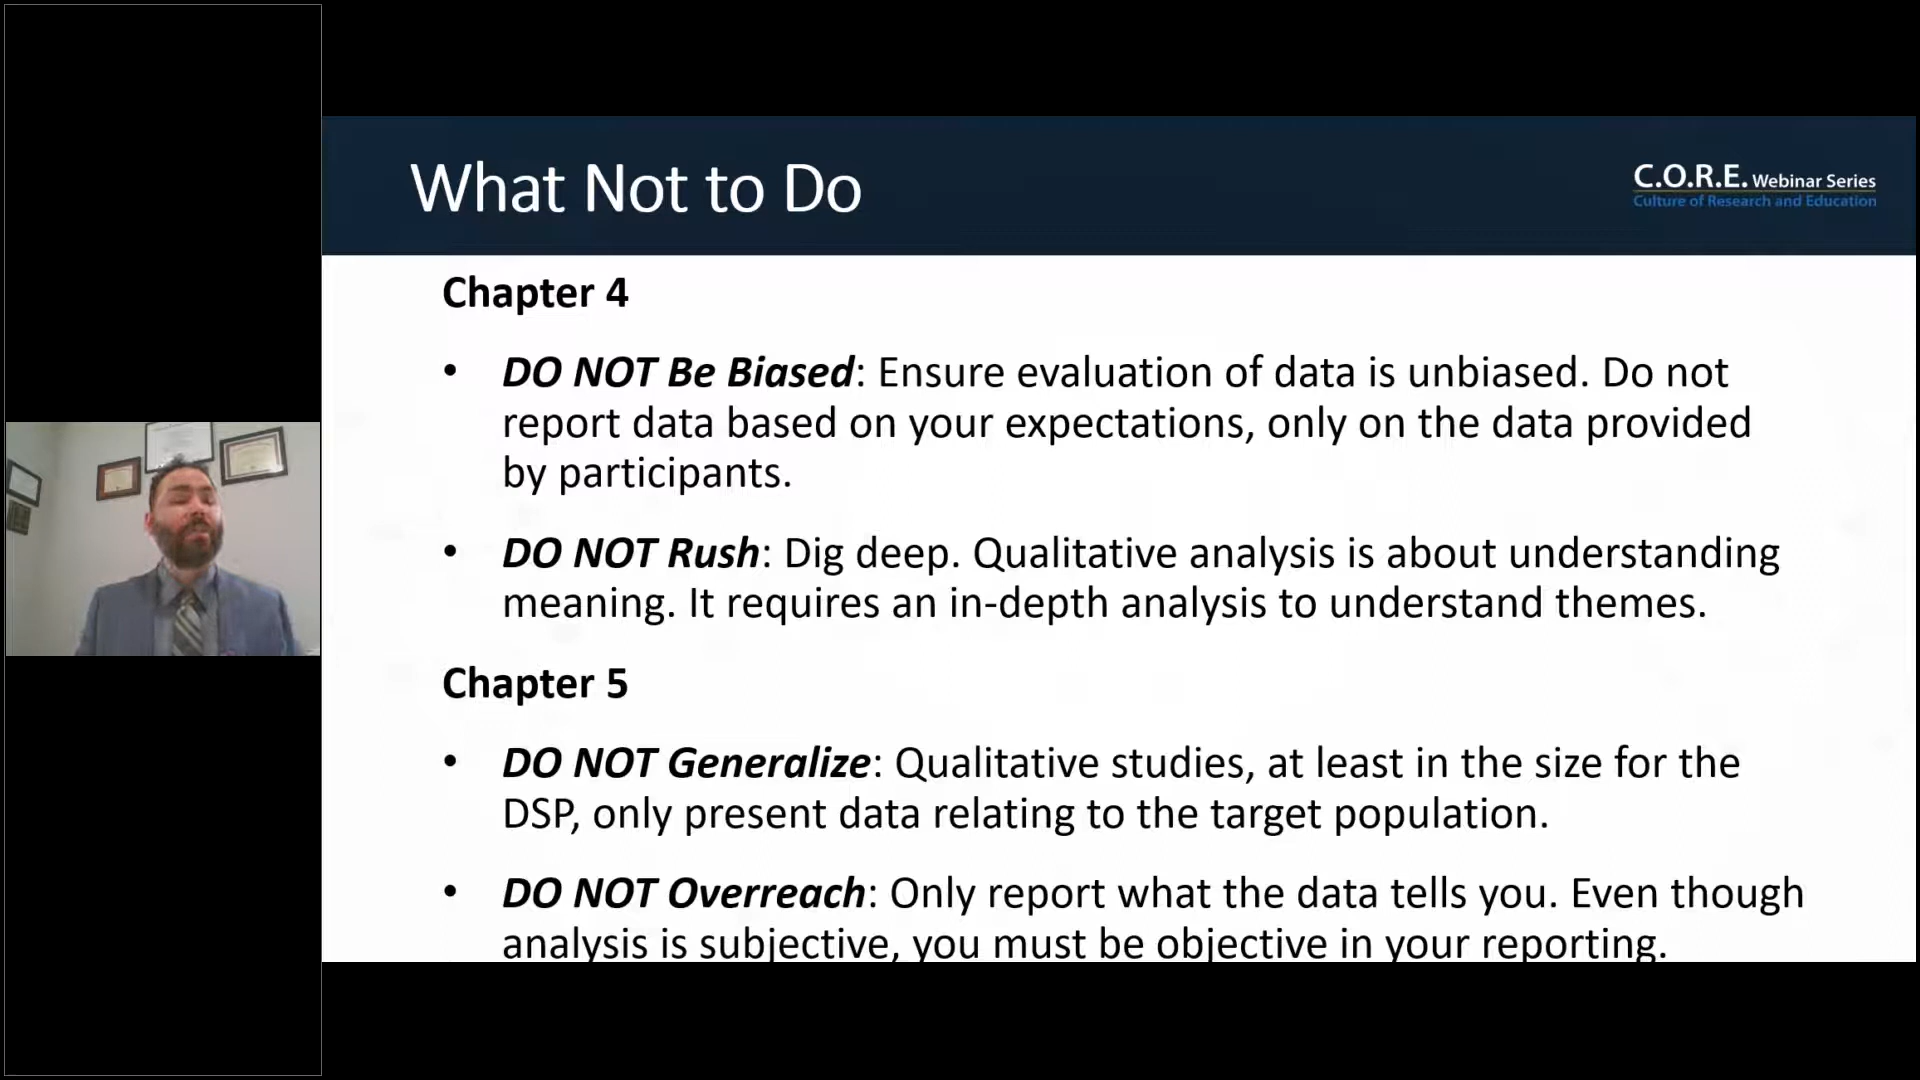 What Not to Do
C.O.R.E. Webinar Series
Culture of Research and Education
Chapter 4
• DO NOT Be Biased: Ensure evaluation of data is unbiased. Do not
report data based on your expectations, only on the data provided
by participants.
• DO NOT Rush: Dig deep. Qualitative analysis is about understanding
meaning. It requires an in-depth analysis to understand themes.
Chapter 5
• DO NOT Generalize: Qualitative studies, at least in the size for the
DSP, only present data relating to the target population.
• DO NOT Overreach: Only report what the data tells you. Even though
analysis is subjective, you must be objective in your reporting.